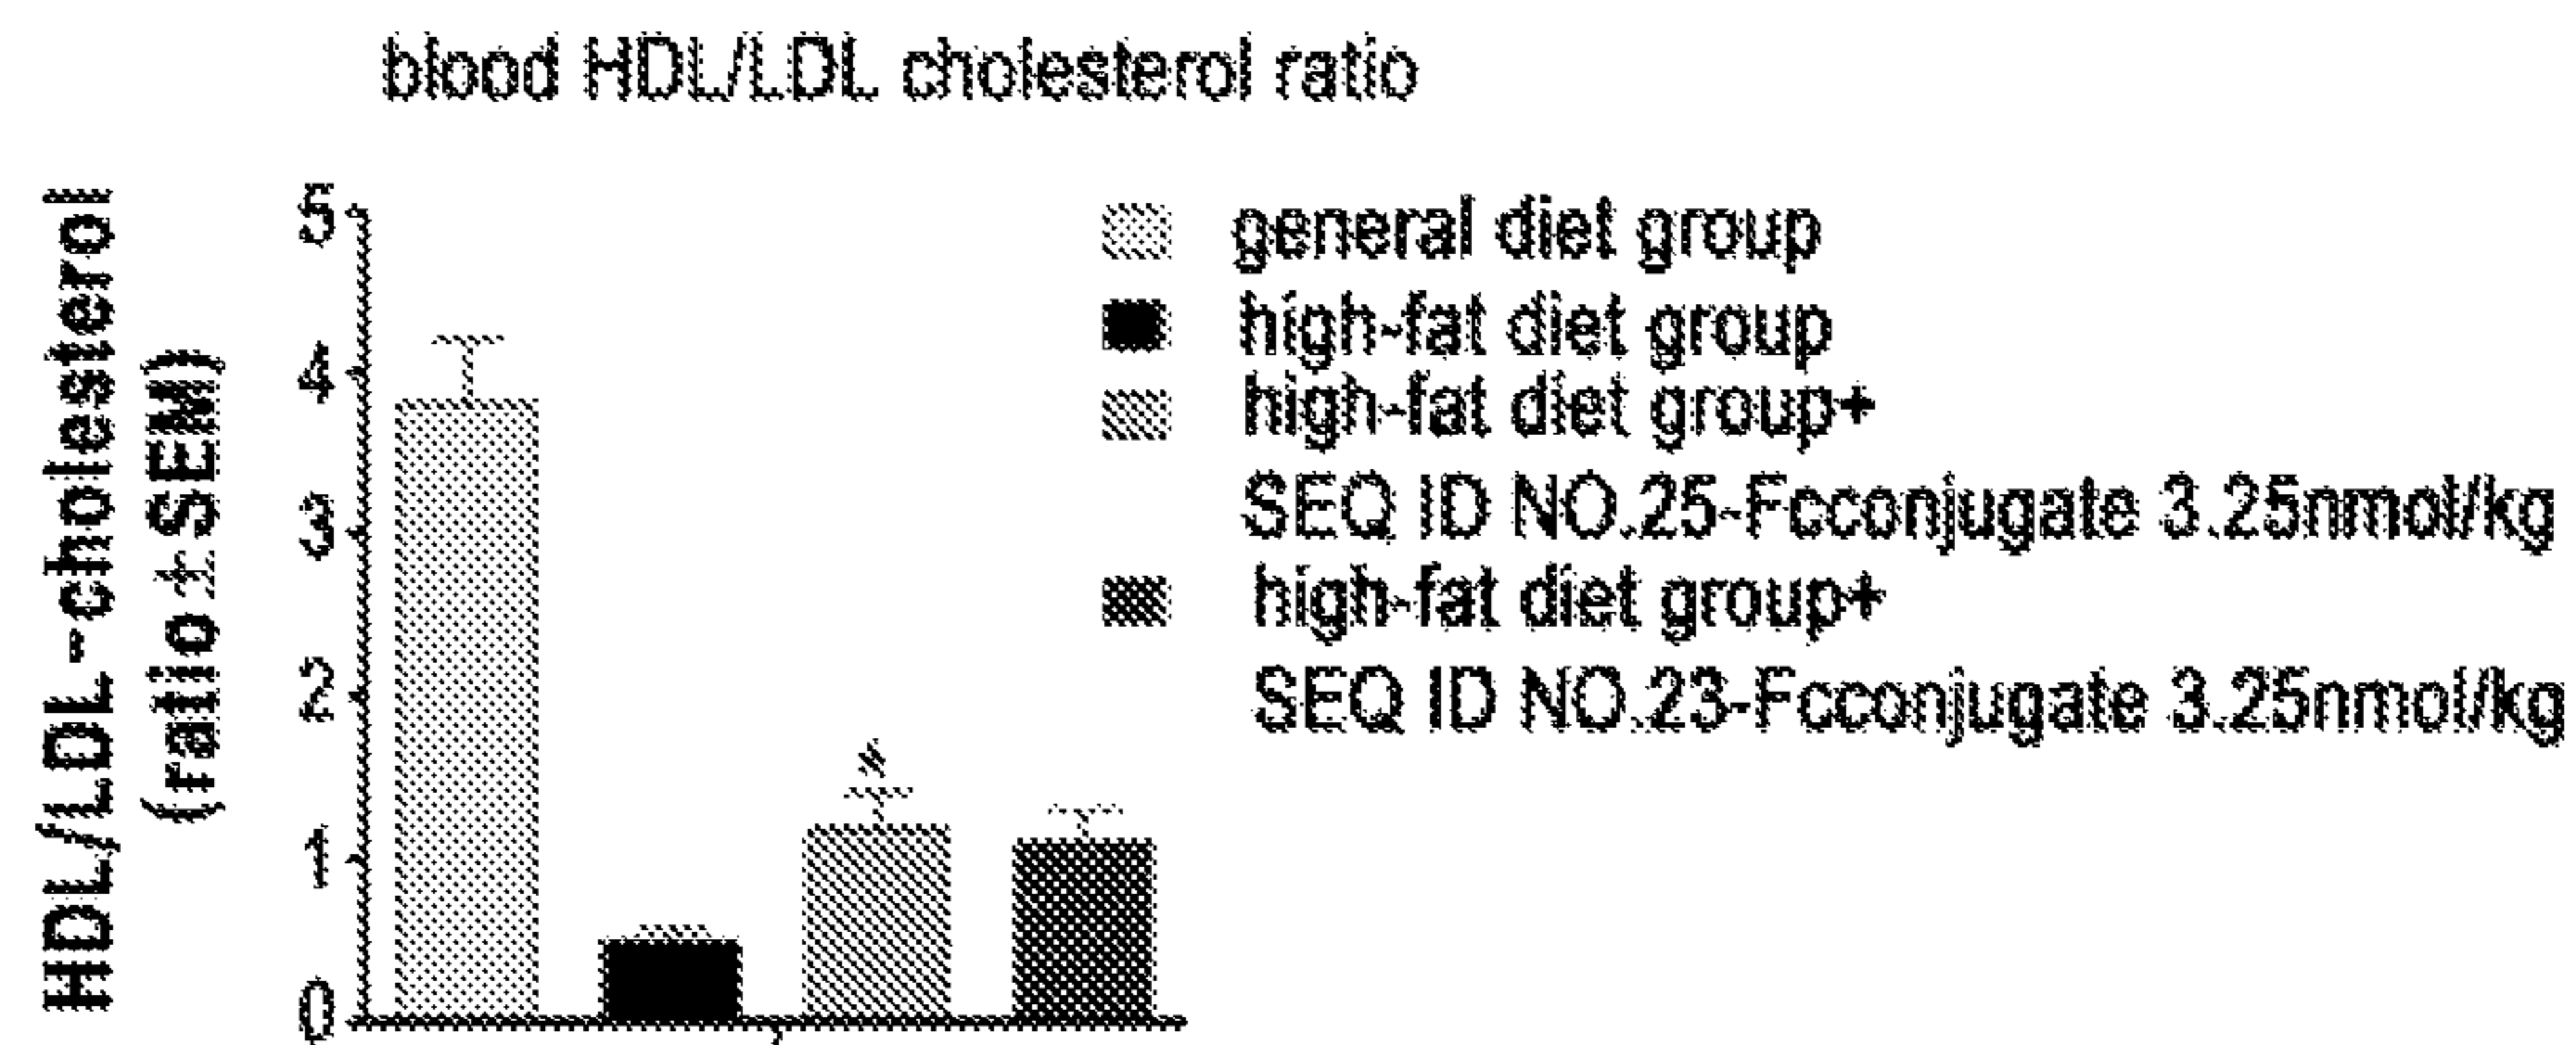 blood HDL/LDL cholesterol ratio
HDL/LDL-cholesterol
(ratio ± SEM)
5
4
3
2
1
0
*
general diet group
high-fat diet group
high-fat diet group+
SEQ ID NO.25-Fcconjugate 3.25nmol/kg
high-fat diet group+
SEQ ID NO.23-Fcconjugate 3.25nmol/kg